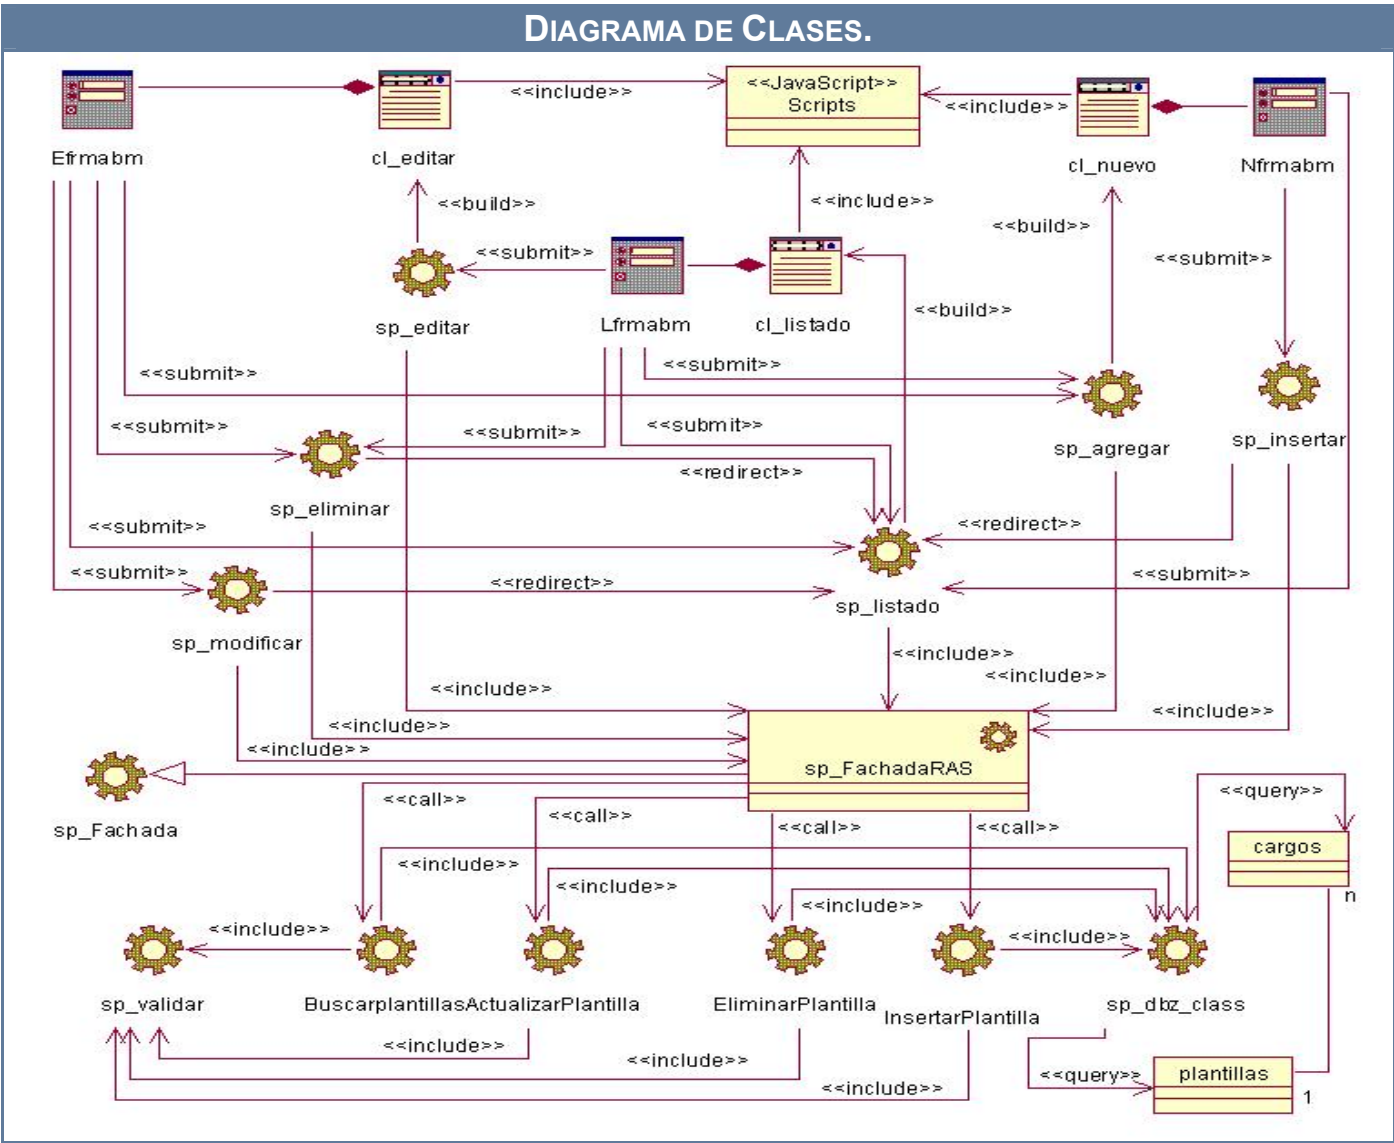 DIAGRAMA DE CLASES.
<<include>>
<<JavaScript>>
Scripts
<<include>>
Efrmabm
cl_editar
cl_nuevo
Nfrmabm
<<build>>
<<include>>
<<build>>
<<submit>>
<<submit>>
sp_editar
Lfrmabm
cl_listado
<<build>>
<<submit>>
<<submit>>
<<submit>>
<<submit>>
<<submit>>
sp_agregar
sp_insertar
<<redirect>>
sp_eliminar
<<submit>>
<<redirect>>
<<submit>>
<<redirect>>
<<submit>>
sp_listado
sp_modificar
<<include>>
<<include>>
<<include>>
<<include>>
<<include>>
<<include>>
sp_FachadaRAS
sp_Fachada
<<call>>
<<call>>
<<call>>
<<call>>
<<query>>
cargos
n
<<include>>
<<include>>
<<include>>
<<include>>
<<include>>
sp_validar
Buscarplantillas
ActualizarPlantilla
EliminarPlantilla
InsertarPlantilla
sp_dbz_class
<<include>>
<<include>>
<<include>>
<<query>>
plantillas
1